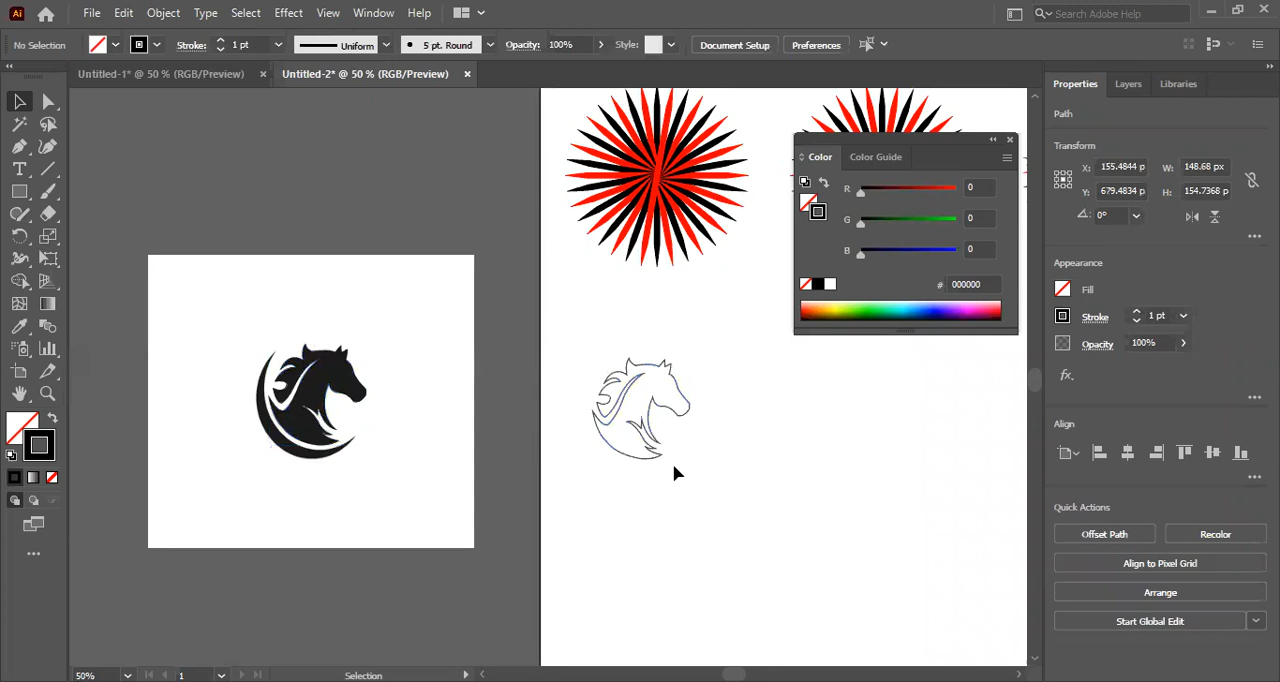 Ai File Edit Object Type Select Effect View Window Help Search Adobe Help
No Selection Stroke: 1 pt Uniform 5 pt. Round Opacity: 100% Style: Document Setup Preferences
Untitled-1* @ 50 % (RGB/Preview) × Untitled-2* @ 50 % (RGB/Preview) ×
Properties Layers Libraries
Path
Transform
X: 155.4844 p W: 148.68 px
Y: 679.4834 p H: 154.7368 p
0°
Appearance
Fill
Stroke 1 pt
Opacity 100%
fx.
Align
Quick Actions
Offset Path Recolor
Align to Pixel Grid
Arrange
Start Global Edit
Color Color Guide
R 0
G 0
B 0
# 000000
50% 1 Selection